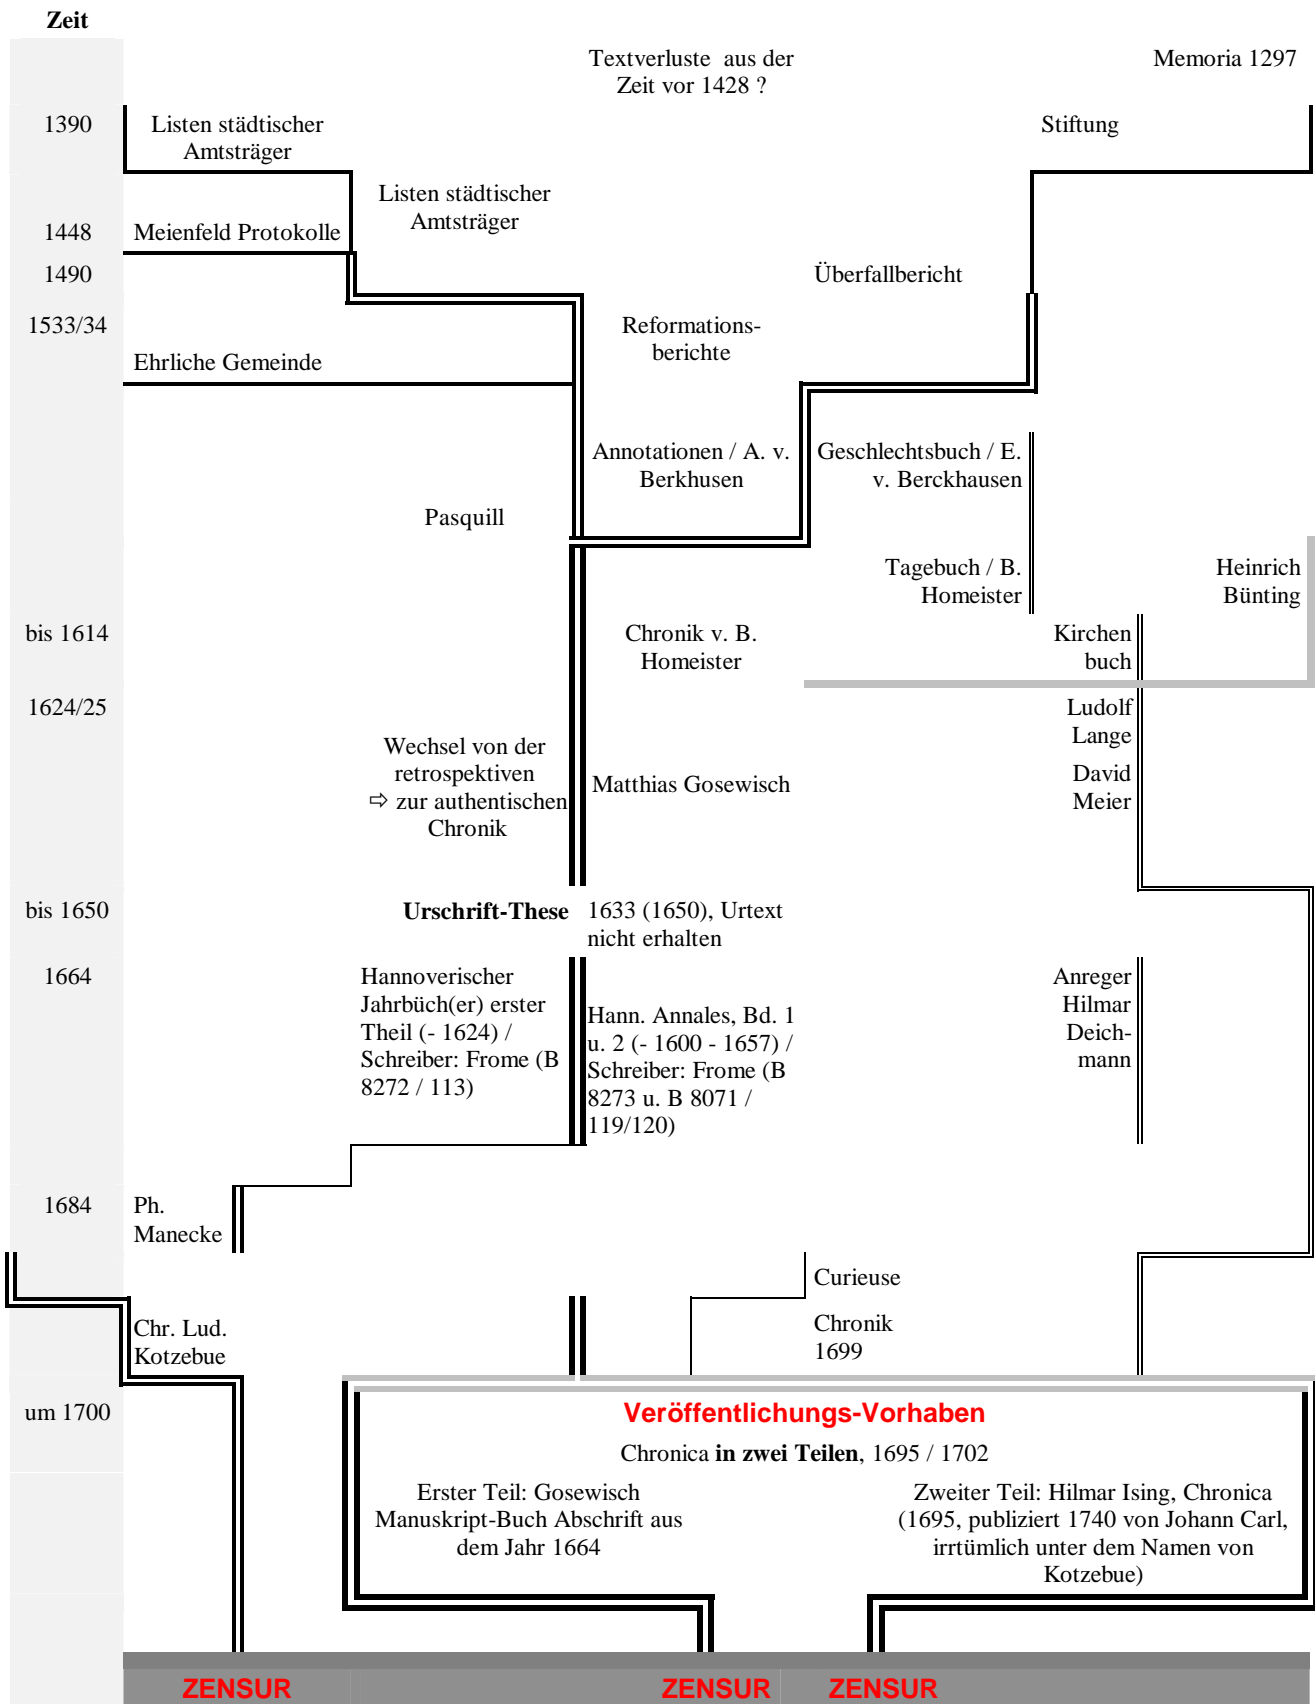 Zeit
Textverluste aus der
Zeit vor 1428 ?
Memoria 1297
1390
Listen städtischer
Amtsträger
Stiftung
Listen städtischer
Amtsträger
1448
Meienfeld Protokolle
1490
Überfallbericht
1533/34
Reformations-
berichte
Ehrliche Gemeinde
Annotationen / A. v.
Berkhusen
Geschlechtsbuch / E.
v. Berckhausen
Pasquill
Tagebuch / B.
Homeister
Heinrich
Bünting
bis 1614
Chronik v. B.
Homeister
Kirchen
buch
1624/25
Ludolf
Lange
Wechsel von der
retrospektiven
⇨ zur authentischen
Chronik
Matthias Gosewisch
David
Meier
bis 1650
Urschrift-These
1633 (1650), Urtext
nicht erhalten
1664
Hannoverischer
Jahrbüch(er) erster
Theil (- 1624) /
Schreiber: Frome (B
8272 / 113)
Hann. Annales, Bd. 1
u. 2 (- 1600 - 1657) /
Schreiber: Frome (B
8273 u. B 8071 /
119/120)
Anreger
Hilmar
Deich-
mann
1684
Ph.
Manecke
Curieuse
Chronik
1699
Chr. Lud.
Kotzebue
um 1700
Veröffentlichungs-Vorhaben
Chronica in zwei Teilen, 1695 / 1702
Erster Teil: Gosewisch
Manuskript-Buch Abschrift aus
dem Jahr 1664
Zweiter Teil: Hilmar Ising, Chronica
(1695, publiziert 1740 von Johann Carl,
irrtümlich unter dem Namen von
Kotzebue)
ZENSUR
ZENSUR
ZENSUR